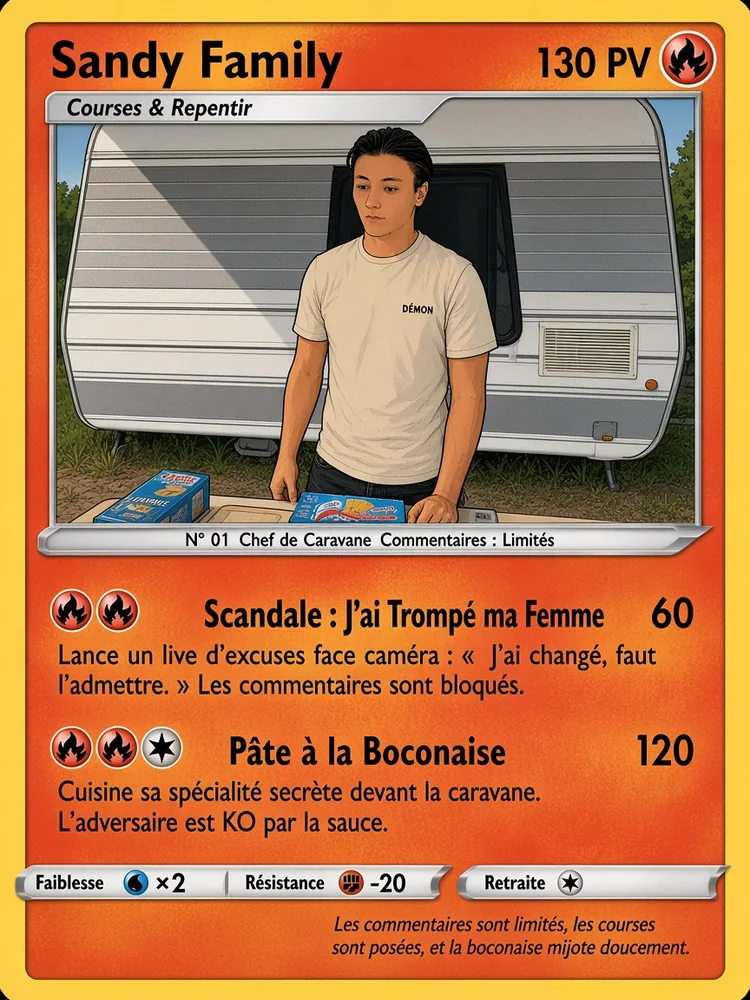 Sandy Family
130 PV
Courses & Repentir
DÉMON
N° 01 Chef de Caravane Commentaires : Limités
Scandale : J'ai Trompé ma Femme 60
Lance un live d'excuses face caméra : « J'ai changé, faut
l'admettre. » Les commentaires sont bloqués.
Pâte à la Boconaise 120
Cuisine sa spécialité secrète devant la caravane.
L'adversaire est KO par la sauce.
Faiblesse ×2 Résistance -20 Retraite
Les commentaires sont limités, les courses
sont posées, et la boconaise mijote doucement.